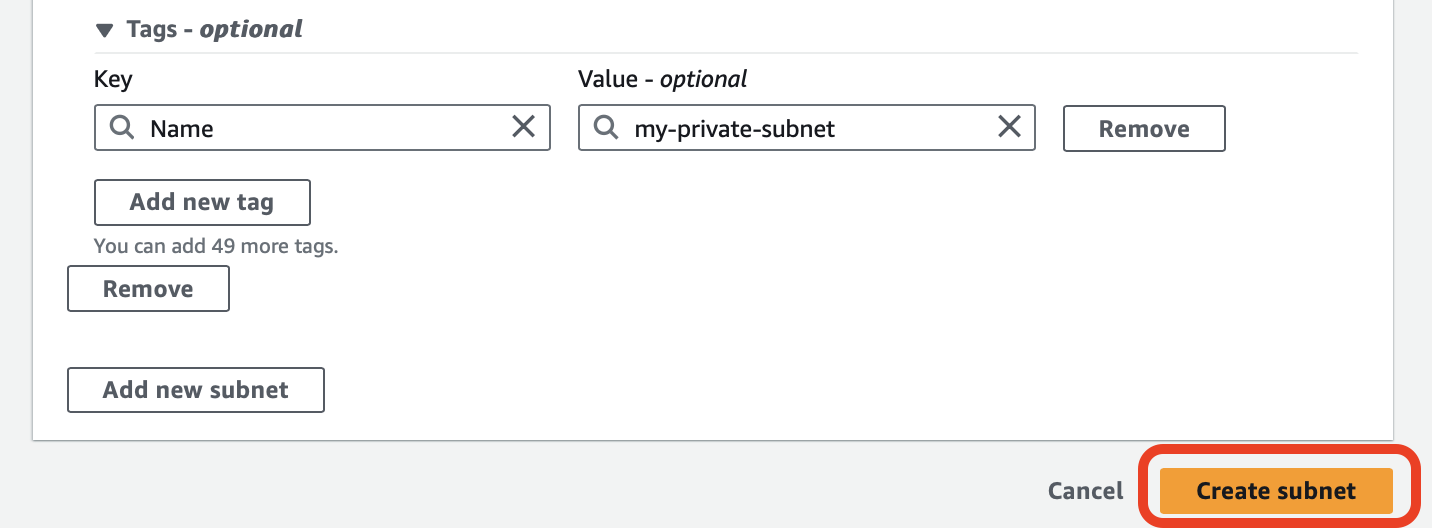 Tags - optional
Key
Value - optional
Name
my-private-subnet
Remove
Add new tag
You can add 49 more tags.
Remove
Add new subnet
Cancel
Create subnet